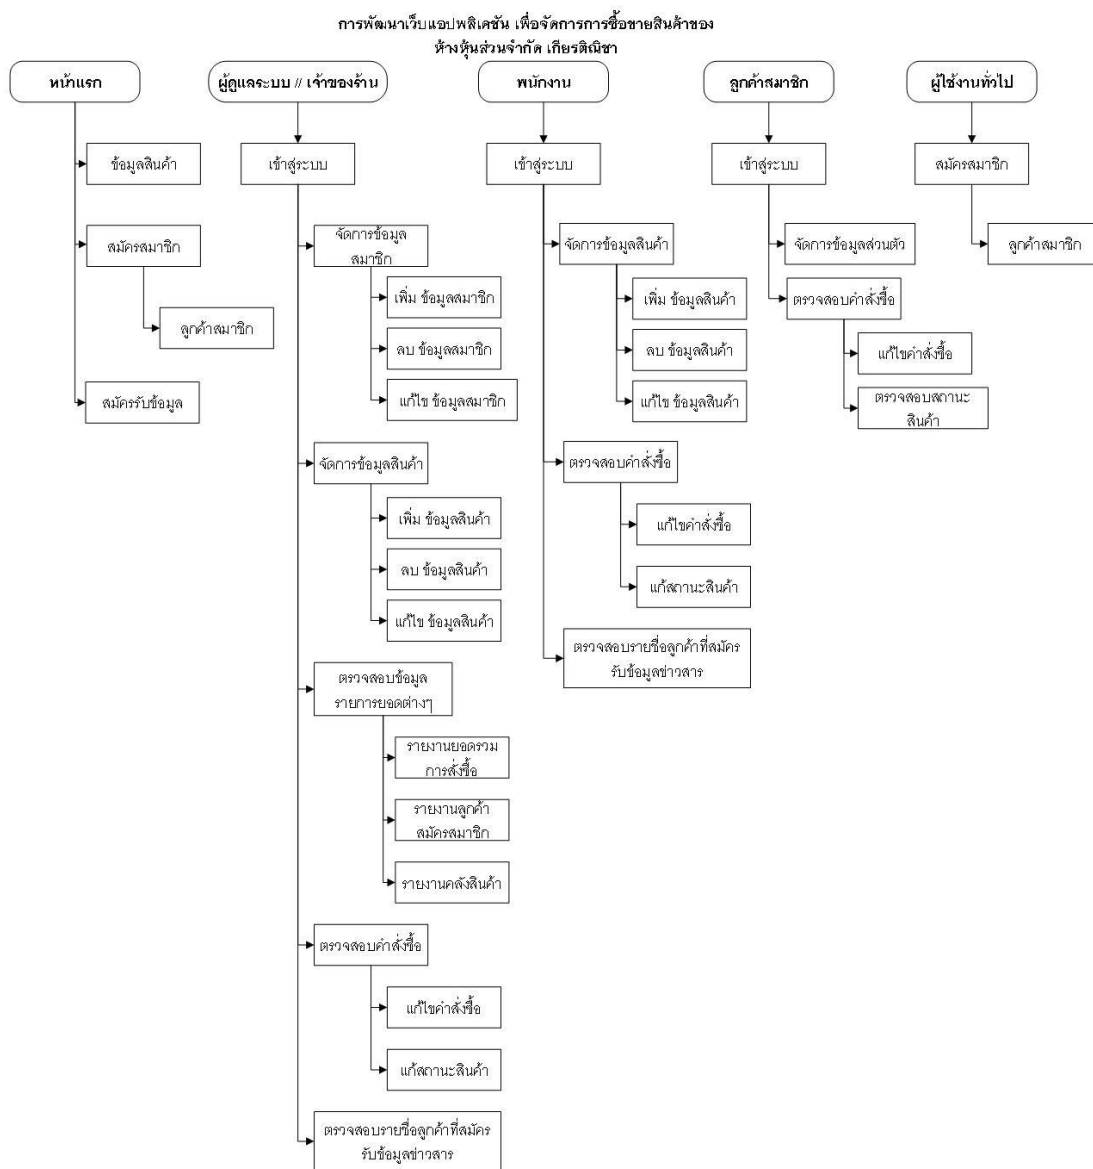 การพัฒนาเว็บแอปพลิเคชัน เพื่อจัดการการซื้อขายสินค้าของ
ห้างหุ้นส่วนจำกัด เกียรติณิชา
หน้าแรก
ข้อมูลสินค้า
สมัครสมาชิก
ลูกค้าสมาชิก
สมัครรับข้อมูล
ผู้ดูแลระบบ // เจ้าของร้าน
เข้าสู่ระบบ
จัดการข้อมูล
สมาชิก
เพิ่ม ข้อมูลสมาชิก
ลบ ข้อมูลสมาชิก
แก้ไข ข้อมูลสมาชิก
จัดการข้อมูลสินค้า
เพิ่ม ข้อมูลสินค้า
ลบ ข้อมูลสินค้า
แก้ไข ข้อมูลสินค้า
ตรวจสอบข้อมูล
รายการยอดต่างๆ
รายงานยอดรวม
การสั่งซื้อ
รายงานลูกค้า
สมัครสมาชิก
รายงานคลังสินค้า
ตรวจสอบคำสั่งซื้อ
แก้ไขคำสั่งซื้อ
แก้สถานะสินค้า
ตรวจสอบรายชื่อลูกค้าที่สมัคร
รับข้อมูลข่าวสาร
พนักงาน
เข้าสู่ระบบ
จัดการข้อมูลสินค้า
เพิ่ม ข้อมูลสินค้า
ลบ ข้อมูลสินค้า
แก้ไข ข้อมูลสินค้า
ตรวจสอบคำสั่งซื้อ
แก้ไขคำสั่งซื้อ
แก้สถานะสินค้า
ตรวจสอบรายชื่อลูกค้าที่สมัคร
รับข้อมูลข่าวสาร
ลูกค้าสมาชิก
เข้าสู่ระบบ
จัดการข้อมูลส่วนตัว
ตรวจสอบคำสั่งซื้อ
แก้ไขคำสั่งซื้อ
ตรวจสอบสถานะ
สินค้า
ผู้ใช้งานทั่วไป
สมัครสมาชิก
ลูกค้าสมาชิก